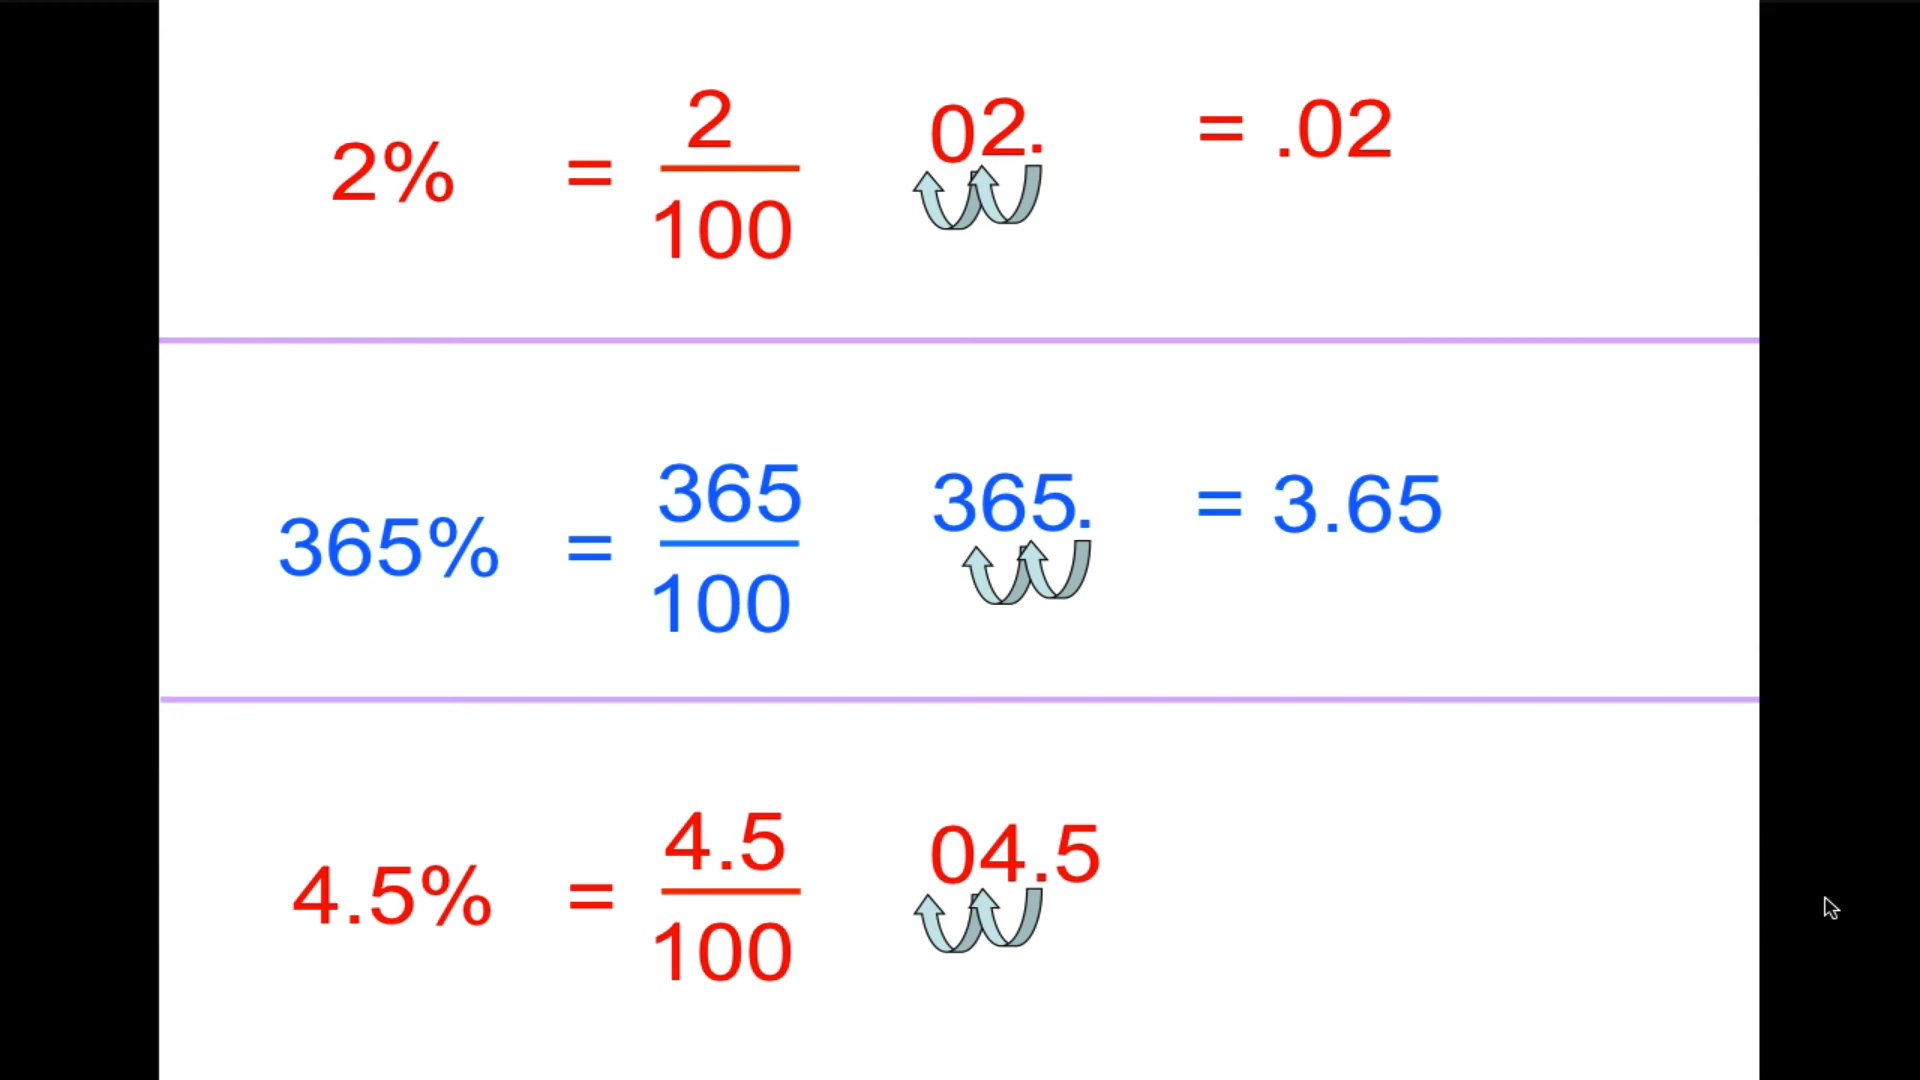 2% = 2/100 02. = .02
365% = 365/100 365. = 3.65
4.5% = 4.5/100 04.5